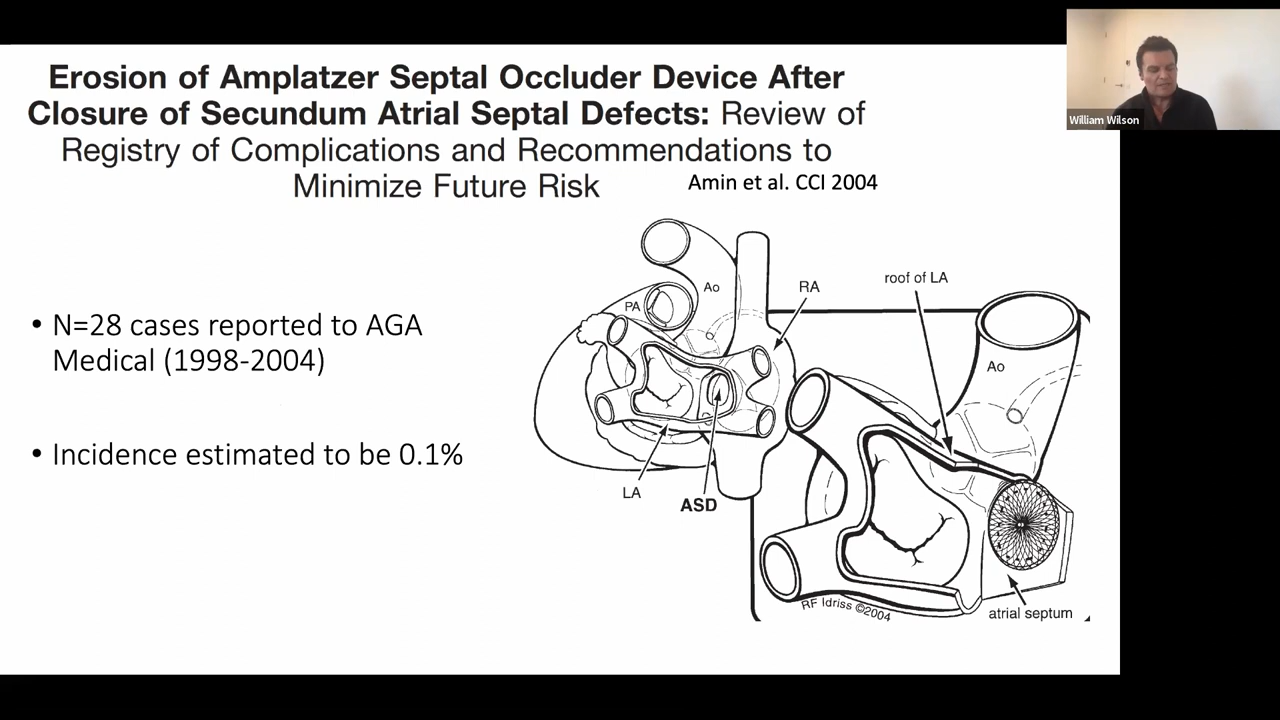 Erosion of Amplatzer Septal Occluder Device After
Closure of Secundum Atrial Septal Defects: Review of
Registry of Complications and Recommendations to
Minimize Future Risk
Amin et al. CCI 2004
William Wilson
• N=28 cases reported to AGA
Medical (1998-2004)
• Incidence estimated to be 0.1%
Ao
PA
RA
LA
ASD
roof of LA
Ao
atrial septum
RF Idriss ©2004